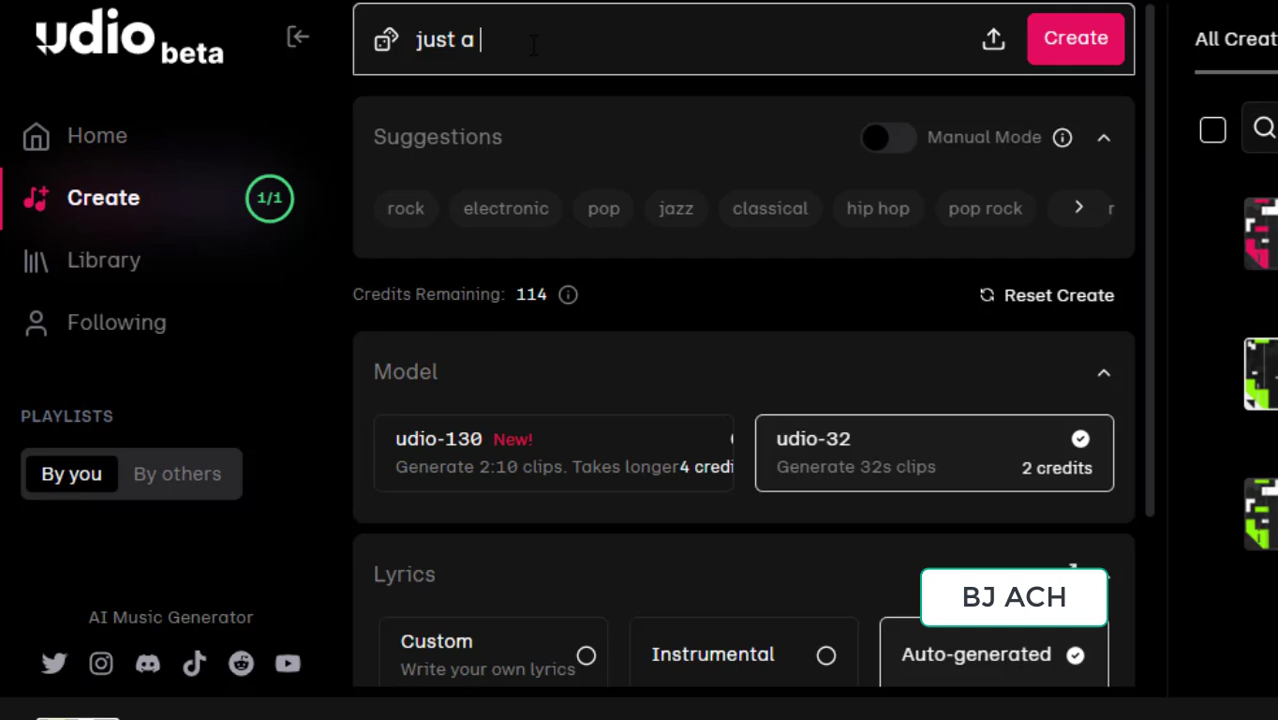 udio beta
just a
Create
All Creat
Home
Suggestions
Manual Mode
Create
1/1
rock
electronic
pop
jazz
classical
hip hop
pop rock
r
Library
Credits Remaining: 114
Reset Create
Following
Model
PLAYLISTS
udio-130 New!
Generate 2:10 clips. Takes longer
4 credi
udio-32
Generate 32s clips
2 credits
By you
By others
Lyrics
BJ ACH
AI Music Generator
Custom
Write your own lyrics
Instrumental
Auto-generated